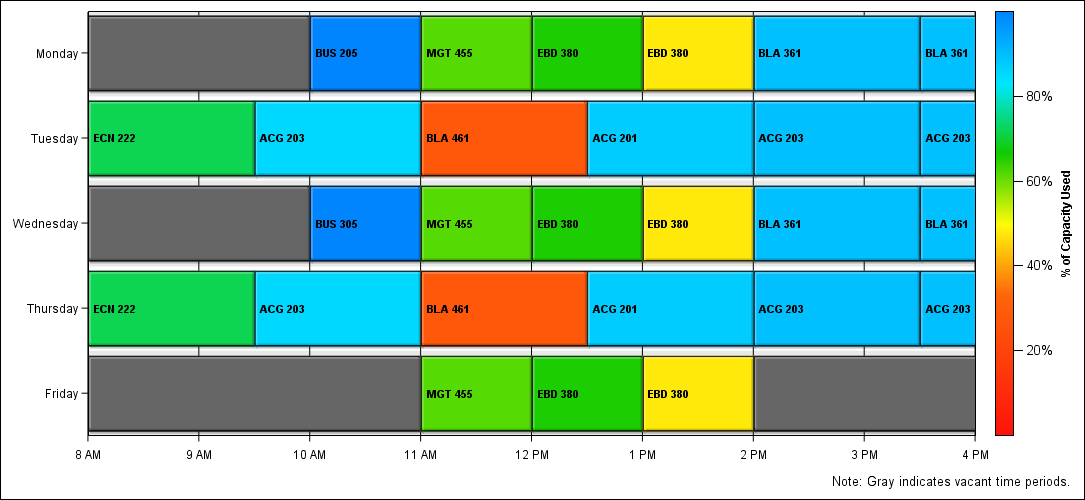 Monday
BUS 205
MGT 455
EBD 380
EBD 380
BLA 361
BLA 361
Tuesday
ECN 222
ACG 203
BLA 461
ACG 201
ACG 203
ACG 203
Wednesday
BUS 305
MGT 455
EBD 380
EBD 380
BLA 361
BLA 361
Thursday
ECN 222
ACG 203
BLA 461
ACG 201
ACG 203
ACG 203
Friday
MGT 455
EBD 380
EBD 380
8 AM
9 AM
10 AM
11 AM
12 PM
1 PM
2 PM
3 PM
4 PM
80%
60%
40%
20%
% of Capacity Used
Note: Gray indicates vacant time periods.